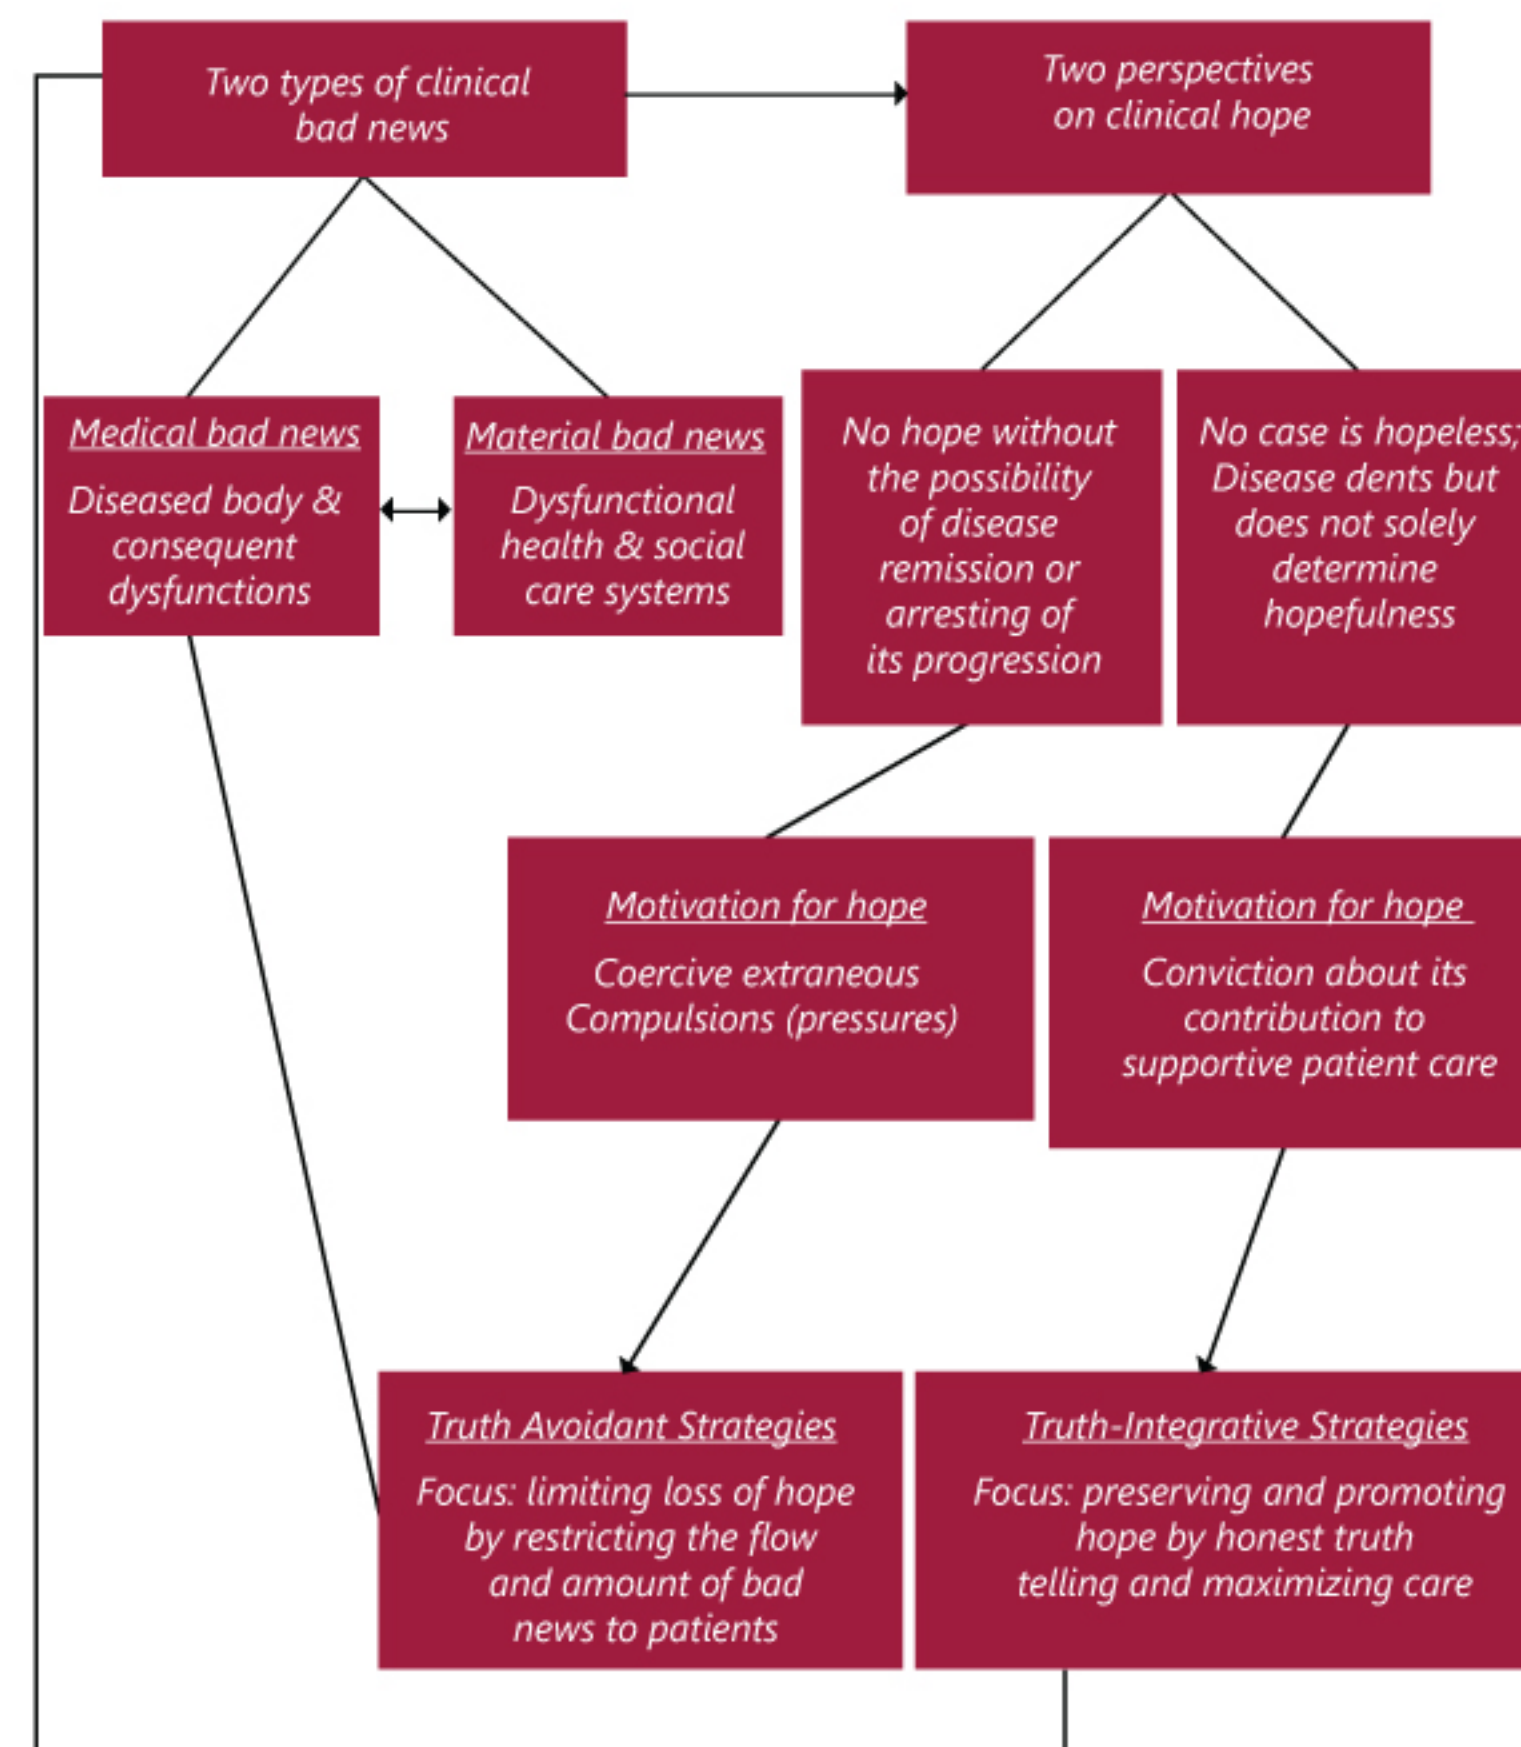 Two types of clinical
bad news
Two perspectives
on clinical hope
Medical bad news
Diseased body &
consequent
dysfunctions
Material bad news
Dysfunctional
health & social
care systems
No hope without
the possibility
of disease
remission or
arresting of
its progression
No case is hopeless;
Disease dents but
does not solely
determine
hopefulness
Motivation for hope
Coercive extraneous
Compulsions (pressures)
Motivation for hope
Conviction about its
contribution to
supportive patient care
Truth Avoidant Strategies
Focus: limiting loss of hope
by restricting the flow
and amount of bad
news to patients
Truth-Integrative Strategies
Focus: preserving and promoting
hope by honest truth
telling and maximizing care